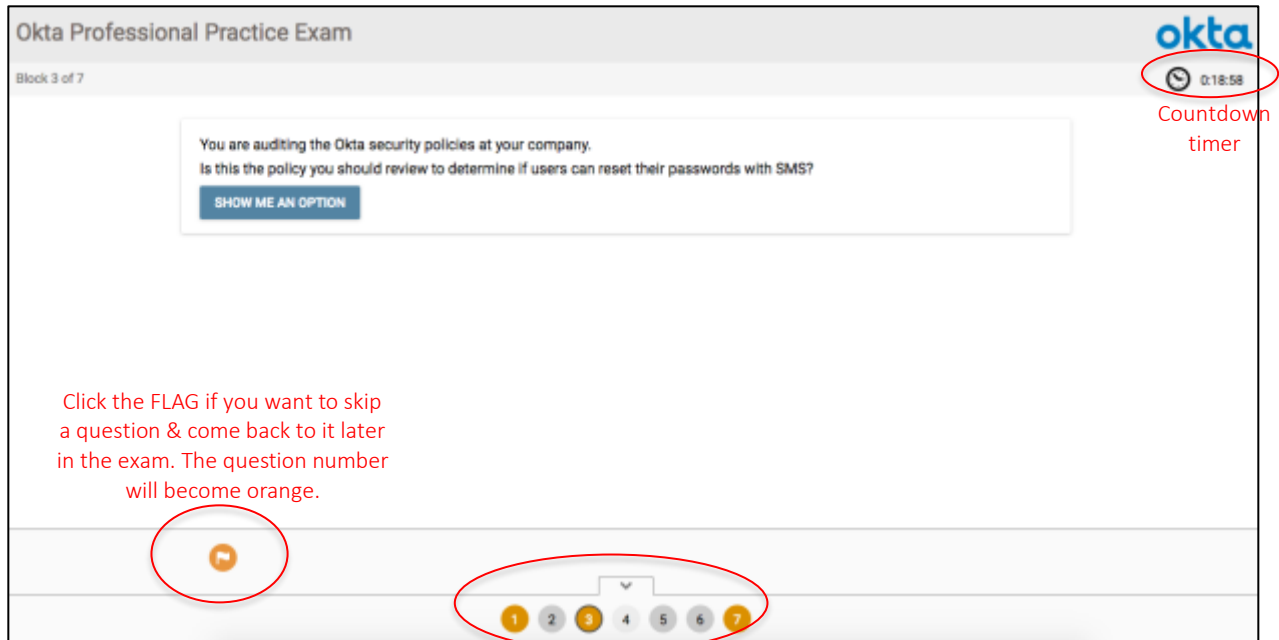 Okta Professional Practice Exam
okta
Block 3 of 7
0:18:58
Countdown
timer
You are auditing the Okta security policies at your company.
Is this the policy you should review to determine if users can reset their passwords with SMS?
SHOW ME AN OPTION
Click the FLAG if you want to skip
a question & come back to it later
in the exam. The question number
will become orange.
1 2 3 4 5 6 7